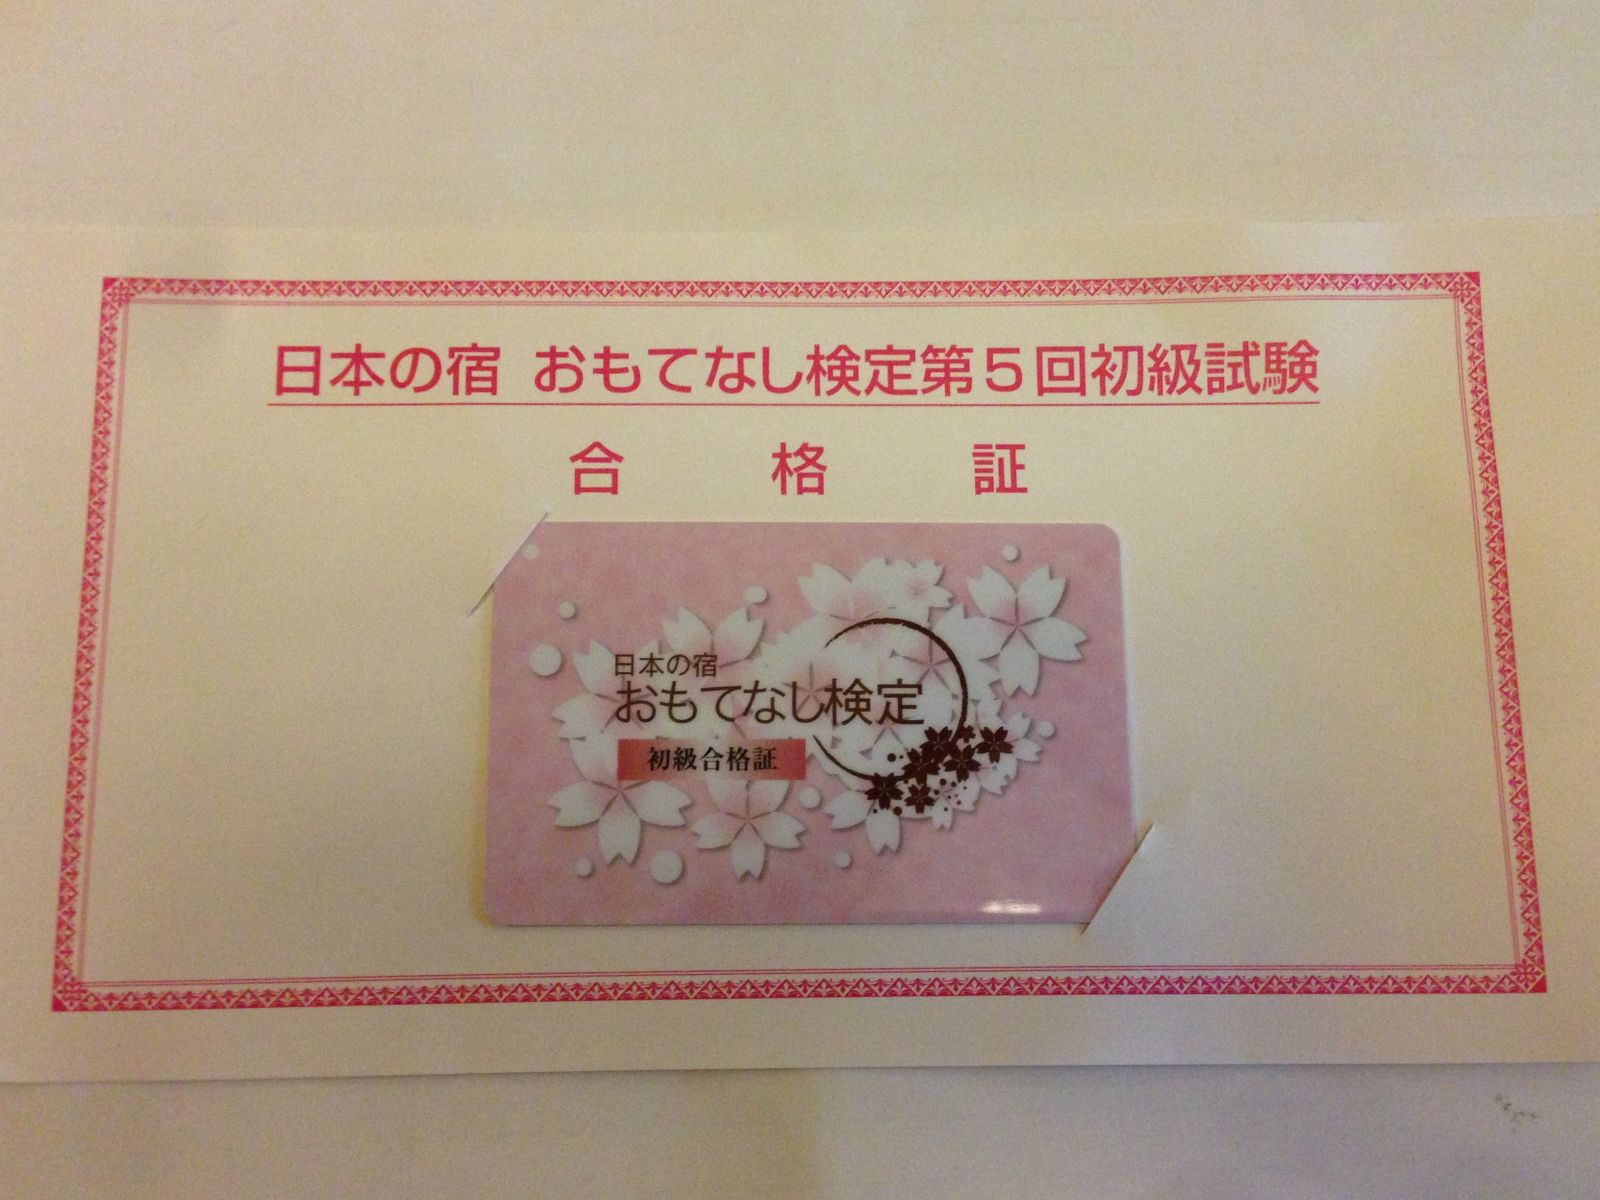 日本の宿 おもてなし検定第5回初級試験
合 格 証
日本の宿
おもてなし検定
初級合格証